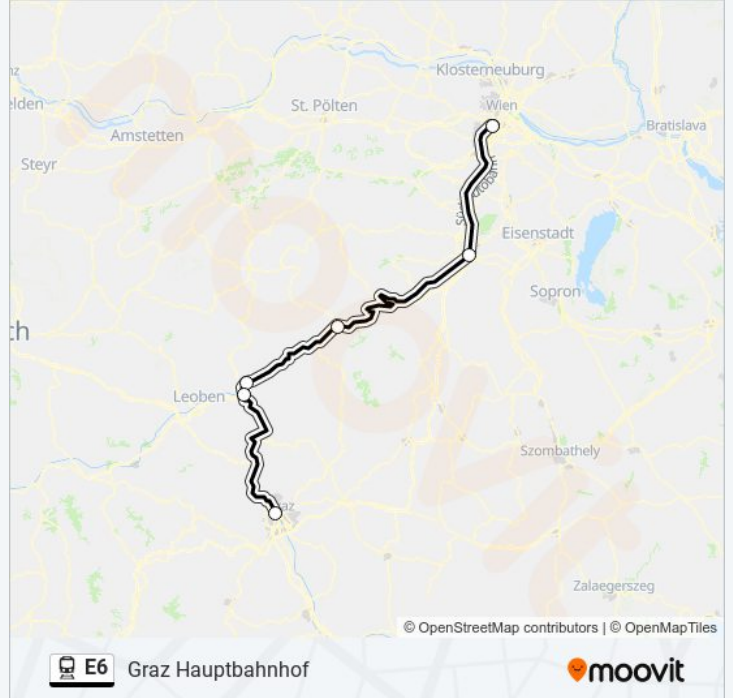 Klosterneuburg
St. Pölten
Wien
elden
Amstetten
Bratislava
Steyr
Eisenstadt
Sopron
Leoben
Szombathely
Zalaegerszeg
© OpenStreetMap contributors | © OpenMapTiles
E6 Graz Hauptbahnhof
moovit